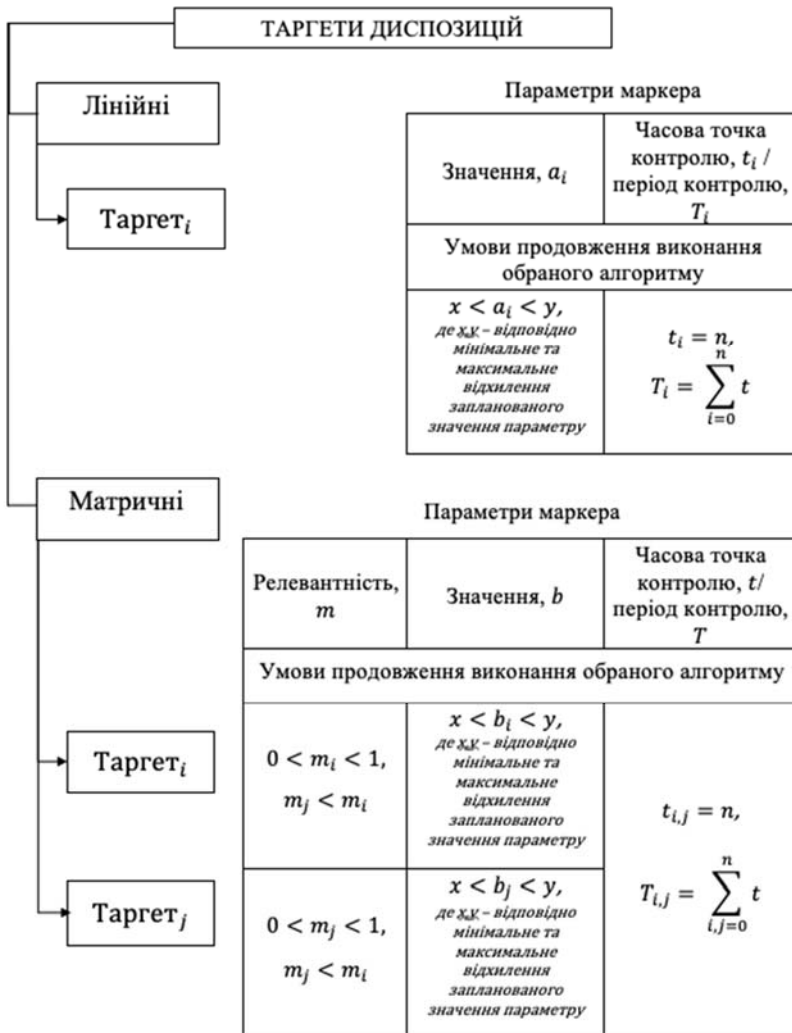 ТАРГЕТИ ДИСПОЗИЦІЙ
Лінійні
Таргетᵢ
Параметри маркера
Значення, aᵢ
Часова точка
контролю, tᵢ /
період контролю,
Tᵢ
Умови продовження виконання
обраного алгоритму
x < aᵢ < y,
де x,y – відповідно
мінімальне та
максимальне
відхилення
запланованого
значення параметру
tᵢ = n,
Tᵢ = ∑ᵢ₌₀ⁿ t
Матричні
Параметри маркера
Релевантність,
m
Значення, b
Часова точка
контролю, t/
період контролю,
T
Умови продовження виконання обраного алгоритму
Таргетᵢ
0 < mᵢ < 1,
mⱼ < mᵢ
x < bᵢ < y,
де x,y – відповідно
мінімальне та
максимальне
відхилення
запланованого
значення параметру
Таргетⱼ
0 < mⱼ < 1,
mⱼ < mᵢ
x < bⱼ < y,
де x,y – відповідно
мінімальне та
максимальне
відхилення
запланованого
значення параметру
tᵢ,ⱼ = n,
Tᵢ,ⱼ = ∑ᵢ,ⱼ₌₀ⁿ t